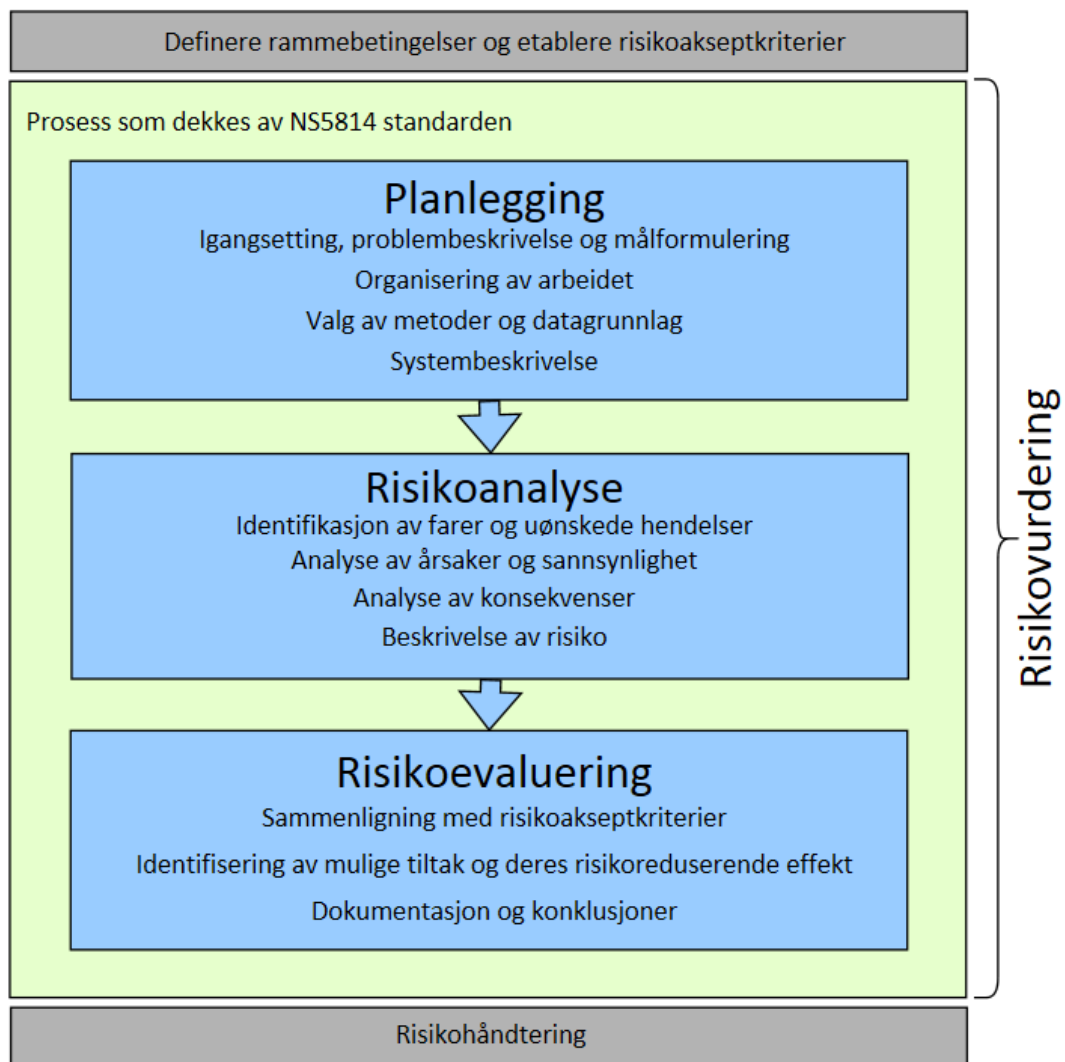 Definere rammebetingelser og etablere risikoakseptkriterier
Prosess som dekkes av NS5814 standarden
Planlegging
Igangsetting, problembeskrivelse og målformulering
Organisering av arbeidet
Valg av metoder og datagrunnlag
Systembeskrivelse
Risikoanalyse
Identifikasjon av farer og uønskede hendelser
Analyse av årsaker og sannsynlighet
Analyse av konsekvenser
Beskrivelse av risiko
Risikoevaluering
Sammenligning med risikoakseptkriterier
Identifisering av mulige tiltak og deres risikoreduserende effekt
Dokumentasjon og konklusjoner
Risikovurdering
Risikohåndtering